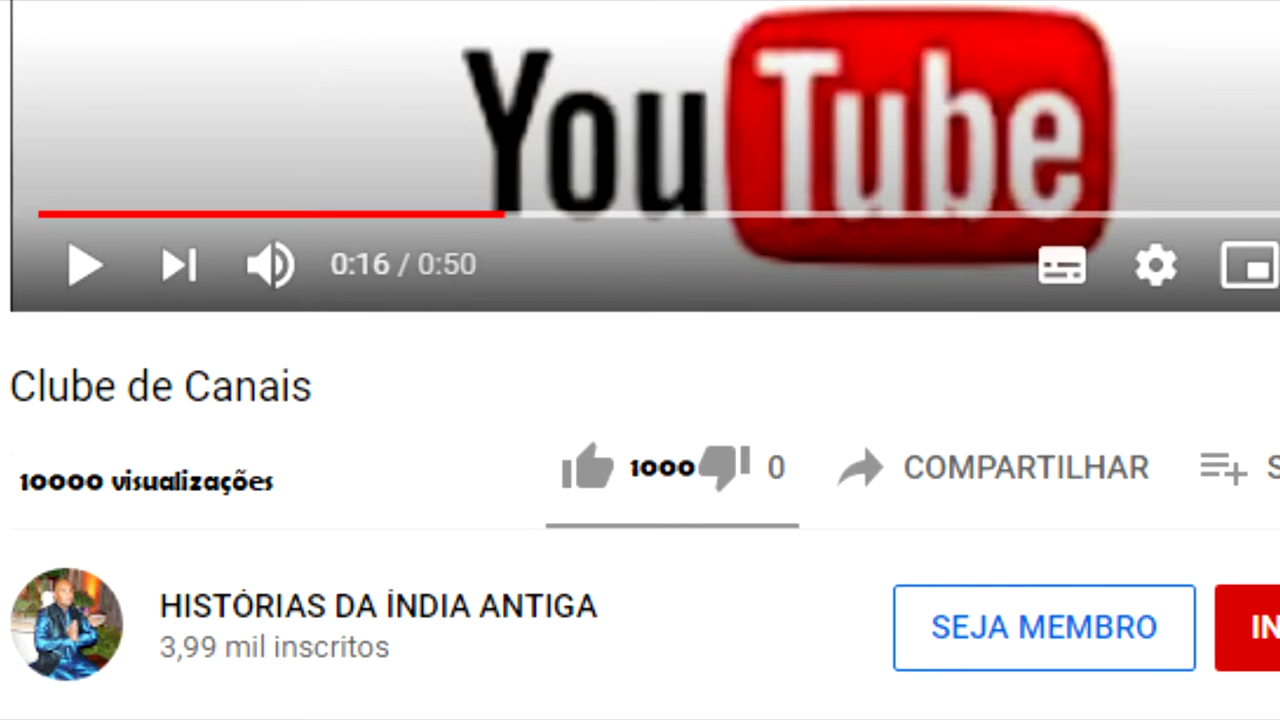 YouTube
0:16 / 0:50
Clube de Canais
10000 visualizações
1000 0 COMPARTILHAR S
HISTÓRIAS DA ÍNDIA ANTIGA
3,99 mil inscritos
SEJA MEMBRO IN